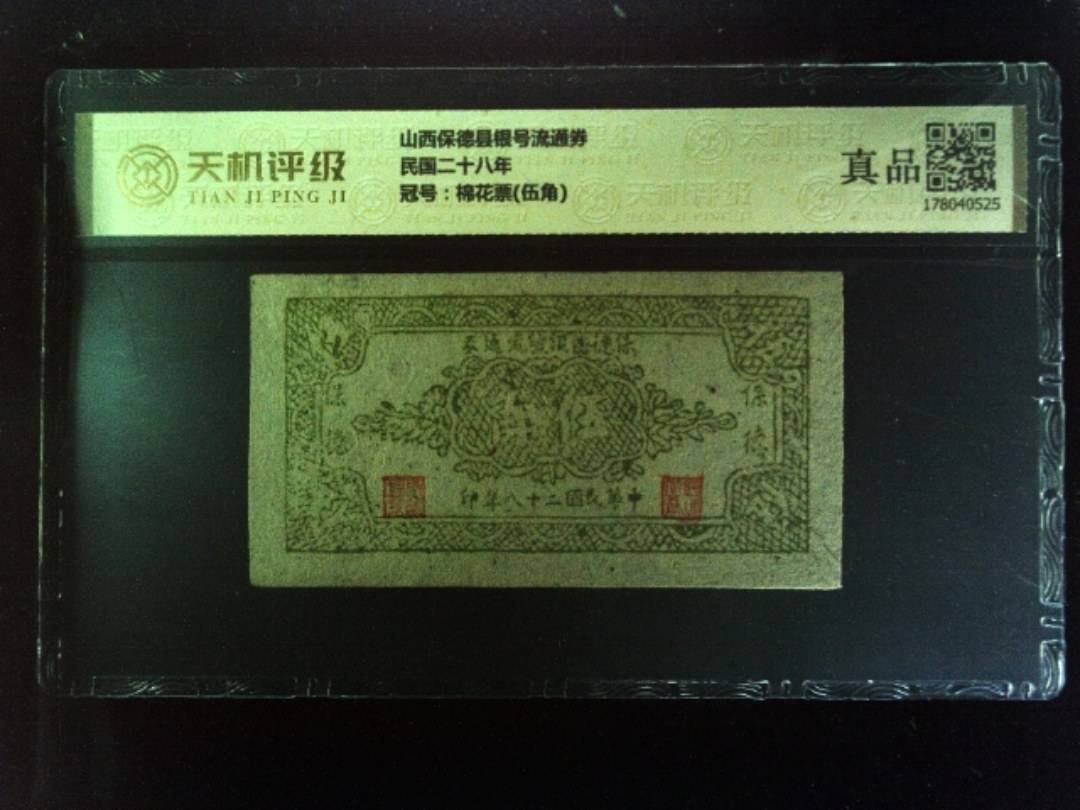 天机评级
TIAN JI PING JI
山西保德县银号流通券
民国二十八年
冠号：棉花票(伍角)
真品
178040525
保德
伍角
中華民國二十八年印